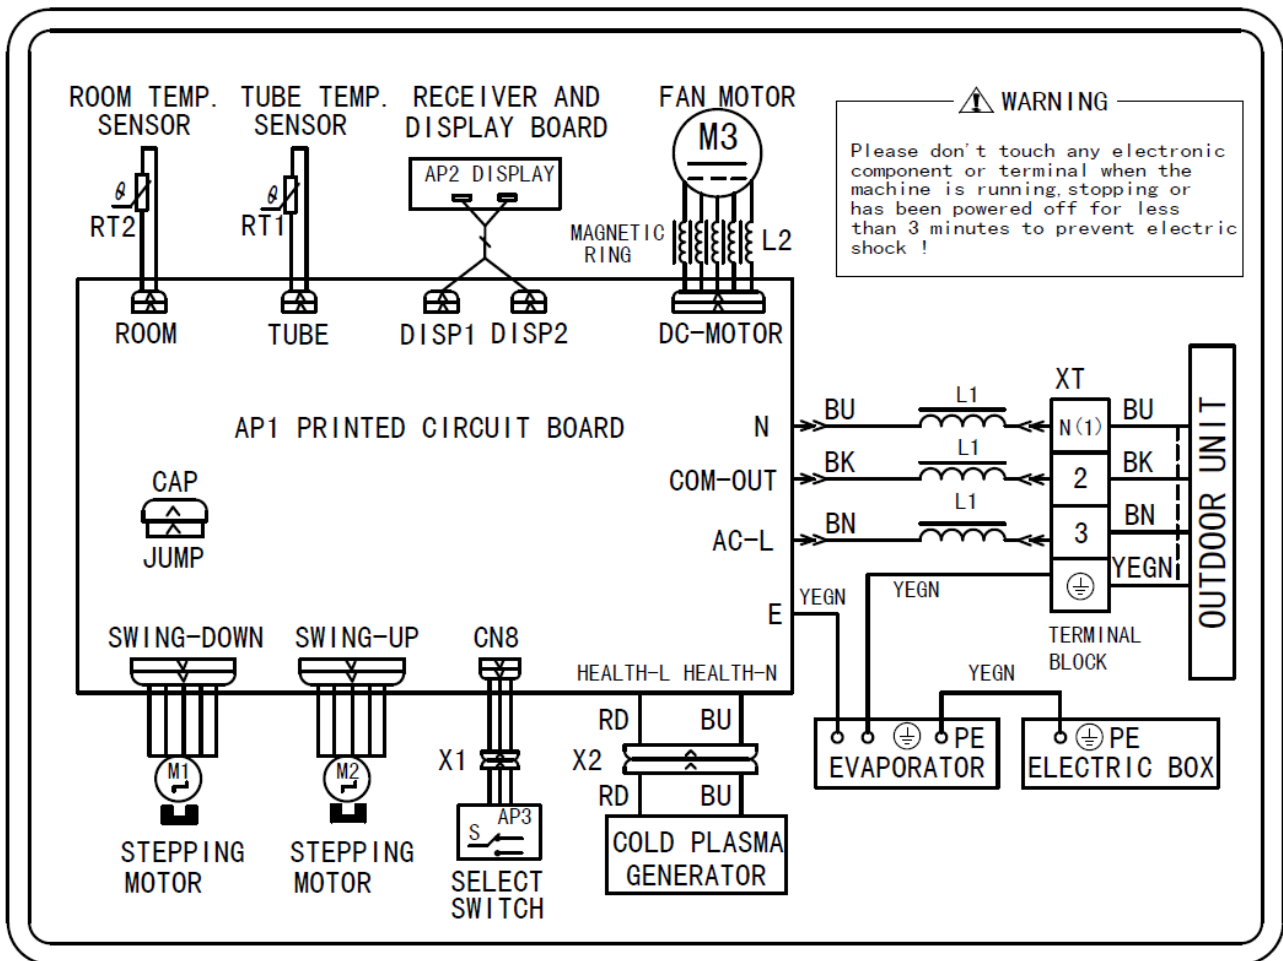 ROOM TEMP.
SENSOR
TUBE TEMP.
SENSOR
RECEIVER AND
DISPLAY BOARD
FAN MOTOR
WARNING
Please don't touch any electronic
component or terminal when the
machine is running, stopping or
has been powered off for less
than 3 minutes to prevent electric
shock !
θ
RT2
θ
RT1
AP2 DISPLAY
M3
MAGNETIC
RING
L2
ROOM
TUBE
DISP1
DISP2
DC-MOTOR
AP1 PRINTED CIRCUIT BOARD
XT
N
BU
L1
N(1)
BU
COM-OUT
BK
L1
2
BK
AC-L
BN
L1
3
BN
YEGN
OUTDOOR UNIT
CAP
JUMP
E
YEGN
YEGN
TERMINAL
BLOCK
SWING-DOWN
SWING-UP
CN8
HEALTH-L
HEALTH-N
YEGN
RD
BU
X1
X2
RD
BU
PE
EVAPORATOR
PE
ELECTRIC BOX
M1
M2
S
AP3
STEPPING
MOTOR
STEPPING
MOTOR
SELECT
SWITCH
COLD PLASMA
GENERATOR